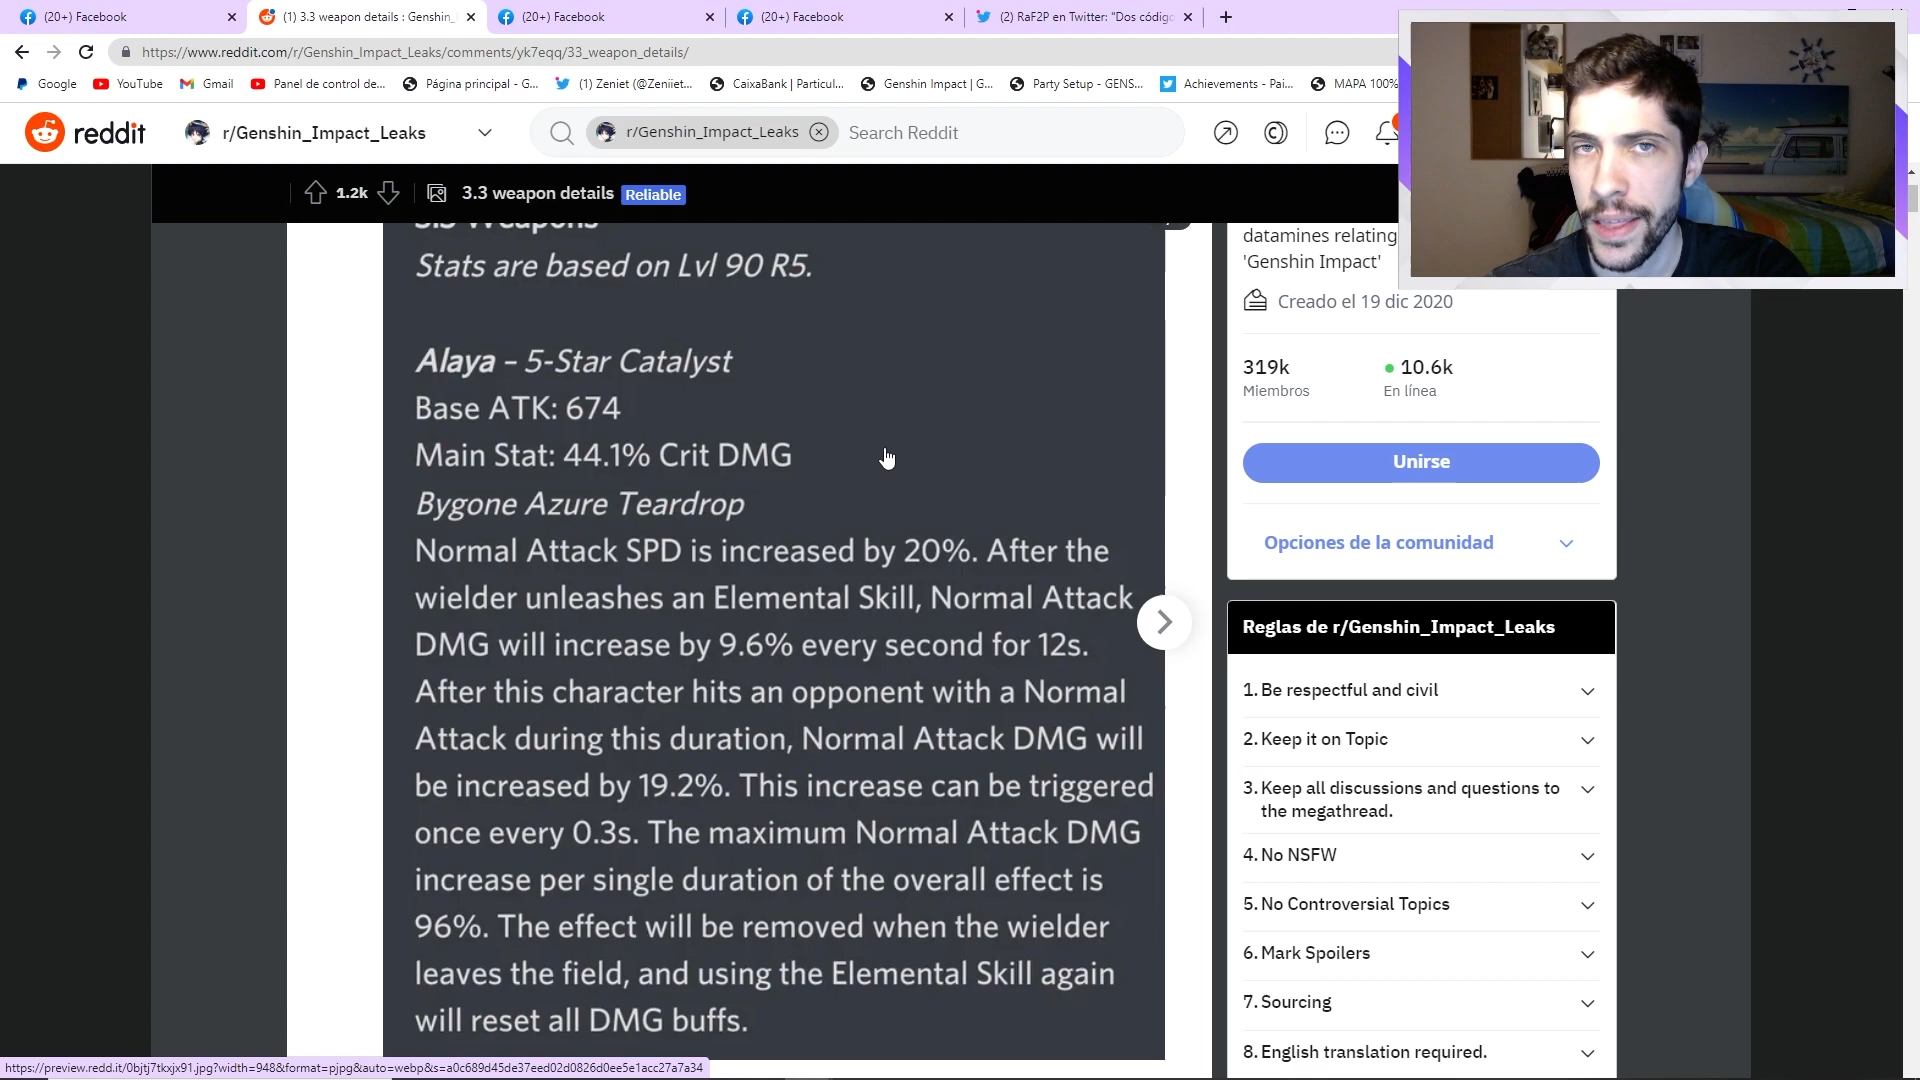 (20+) Facebook
(1) 3.3 weapon details : Genshin_
(20+) Facebook
(20+) Facebook
(2) RaF2P en Twitter: "Dos códig
https://www.reddit.com/r/Genshin_Impact_Leaks/comments/yk7eqq/33_weapon_details/
Google
YouTube
Gmail
Panel de control de...
Página principal - G...
(1) Zeniet (@Zeniiet...
CaixaBank | Particul...
Genshin Impact | G...
Party Setup - GENS...
Achievements - Pai...
MAPA 100%
reddit
r/Genshin_Impact_Leaks
r/Genshin_Impact_Leaks
Search Reddit
1.2k
3.3 weapon details
Reliable
3.3 Weapons
Stats are based on Lvl 90 R5.
Alaya – 5-Star Catalyst
Base ATK: 674
Main Stat: 44.1% Crit DMG
Bygone Azure Teardrop
Normal Attack SPD is increased by 20%. After the
wielder unleashes an Elemental Skill, Normal Attack
DMG will increase by 9.6% every second for 12s.
After this character hits an opponent with a Normal
Attack during this duration, Normal Attack DMG will
be increased by 19.2%. This increase can be triggered
once every 0.3s. The maximum Normal Attack DMG
increase per single duration of the overall effect is
96%. The effect will be removed when the wielder
leaves the field, and using the Elemental Skill again
will reset all DMG buffs.
datamines relating
'Genshin Impact'
Creado el 19 dic 2020
319k
Miembros
10.6k
En línea
Unirse
Opciones de la comunidad
Reglas de r/Genshin_Impact_Leaks
1. Be respectful and civil
2. Keep it on Topic
3. Keep all discussions and questions to
the megathread.
4. No NSFW
5. No Controversial Topics
6. Mark Spoilers
7. Sourcing
8. English translation required.
https://preview.redd.it/0bjtj7tkxjx91.jpg?width=948&format=pjpg&auto=webp&s=a0c689d45de37eed02d0826d0ee5e1acc27a7a34